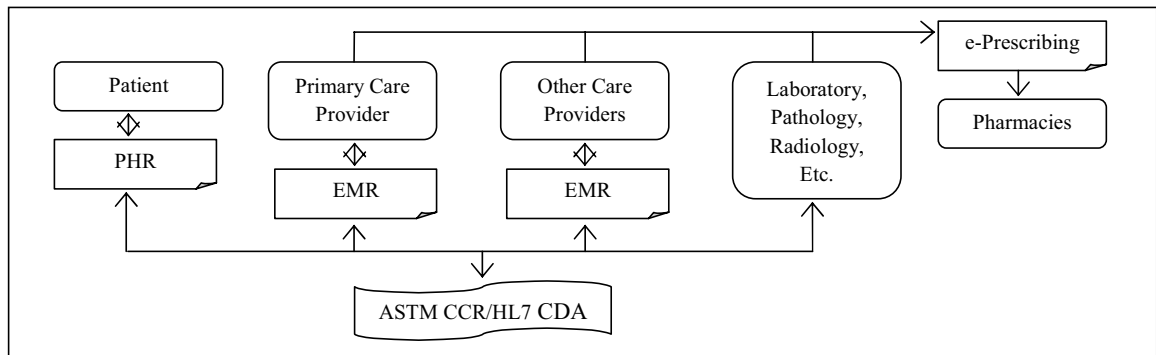 Patient
PHR
Primary Care
Provider
EMR
Other Care
Providers
EMR
Laboratory,
Pathology,
Radiology,
Etc.
e-Prescribing
Pharmacies
ASTM CCR/HL7 CDA